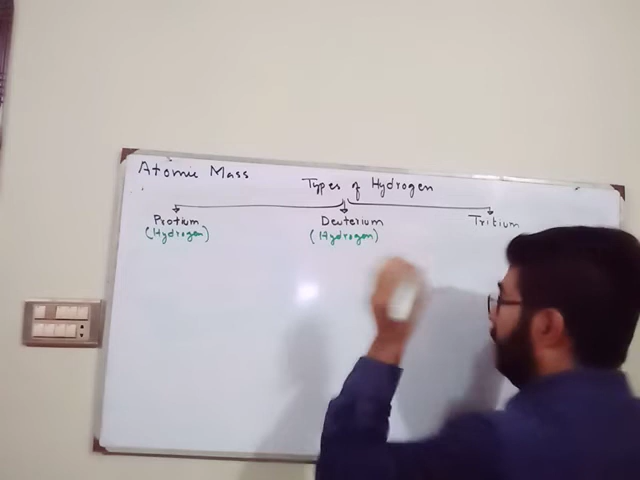 Atomic Mass
Types of Hydrogen
Protium Deuterium Tritium
(Hydrogen) (Hydrogen)